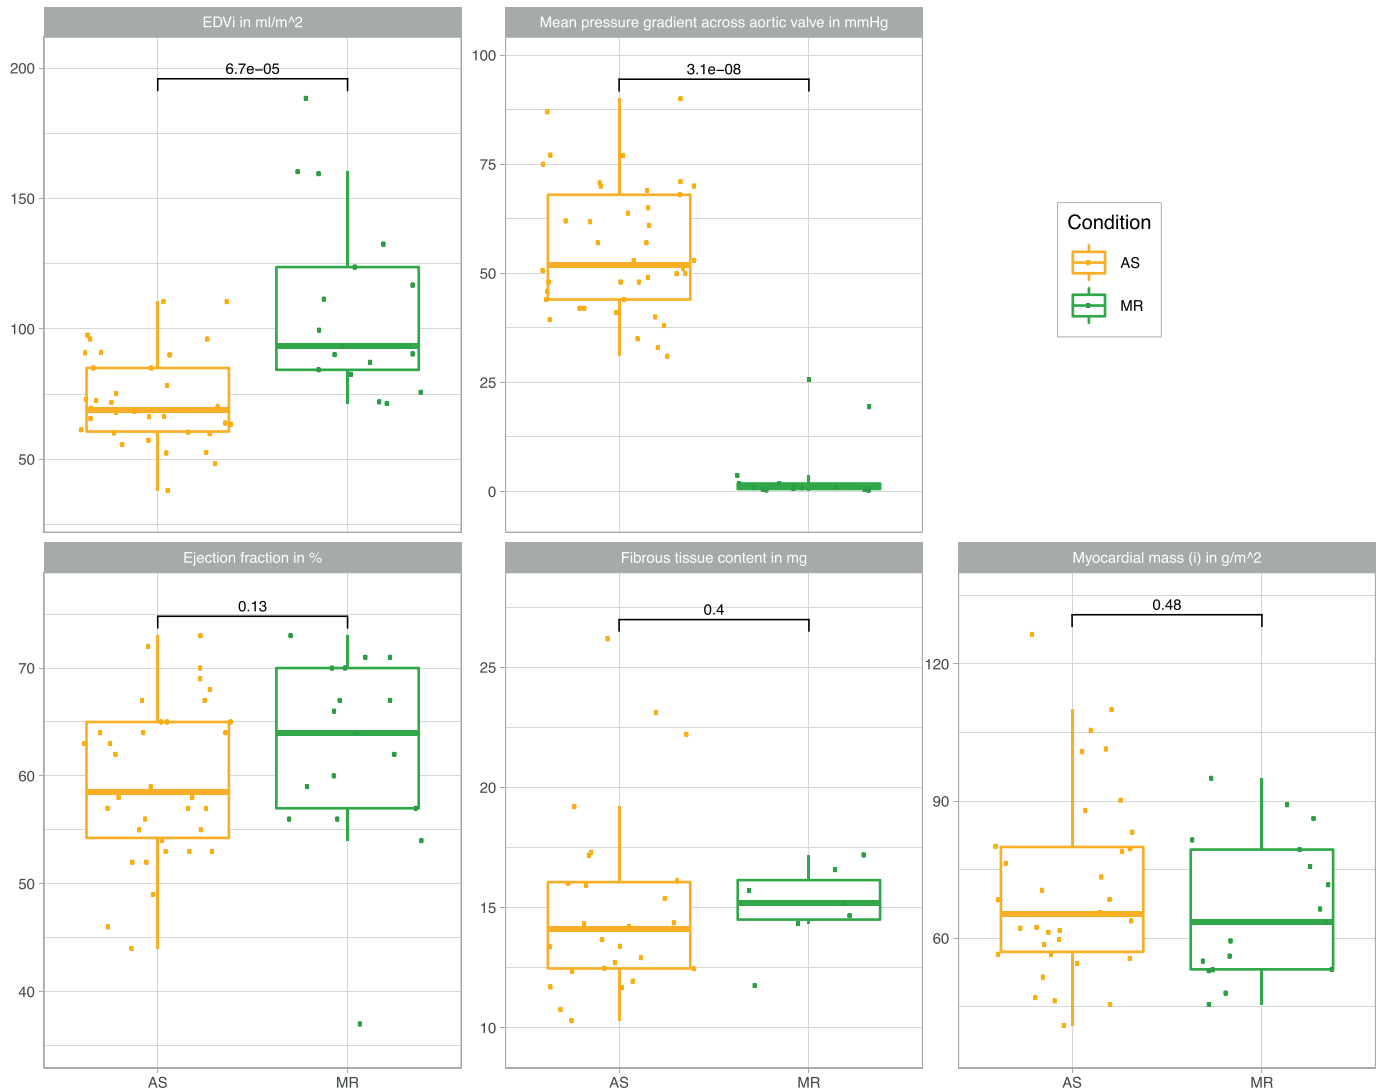 EDVi in ml/m^2
Mean pressure gradient across aortic valve in mmHg
200
150
100
50
6.7e−05
100
75
50
25
0
3.1e−08
Condition
AS
MR
Ejection fraction in %
Fibrous tissue content in mg
Myocardial mass (i) in g/m^2
70
60
50
40
0.13
AS
MR
25
20
15
10
0.4
AS
MR
120
90
60
0.48
AS
MR